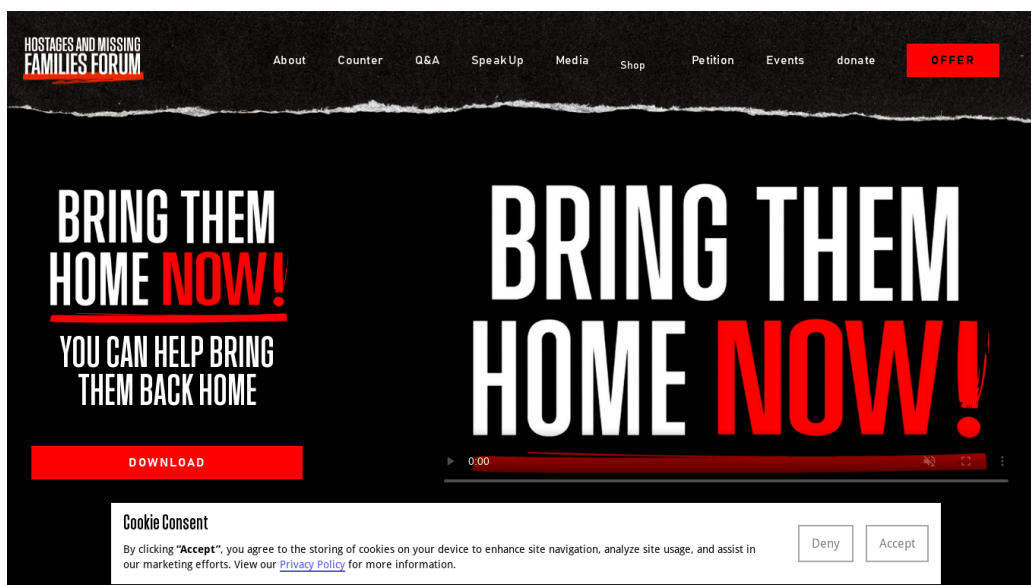 HOSTAGES AND MISSING
FAMILIES FORUM
About
Counter
Q&A
Speak Up
Media
Shop
Petition
Events
donate
OFFER
BRING THEM
HOME NOW!
YOU CAN HELP BRING
THEM BACK HOME
DOWNLOAD
BRING THEM
HOME NOW!
0:00
Cookie Consent
By clicking “Accept”, you agree to the storing of cookies on your device to enhance site navigation, analyze site usage, and assist in
our marketing efforts. View our Privacy Policy for more information.
Deny
Accept